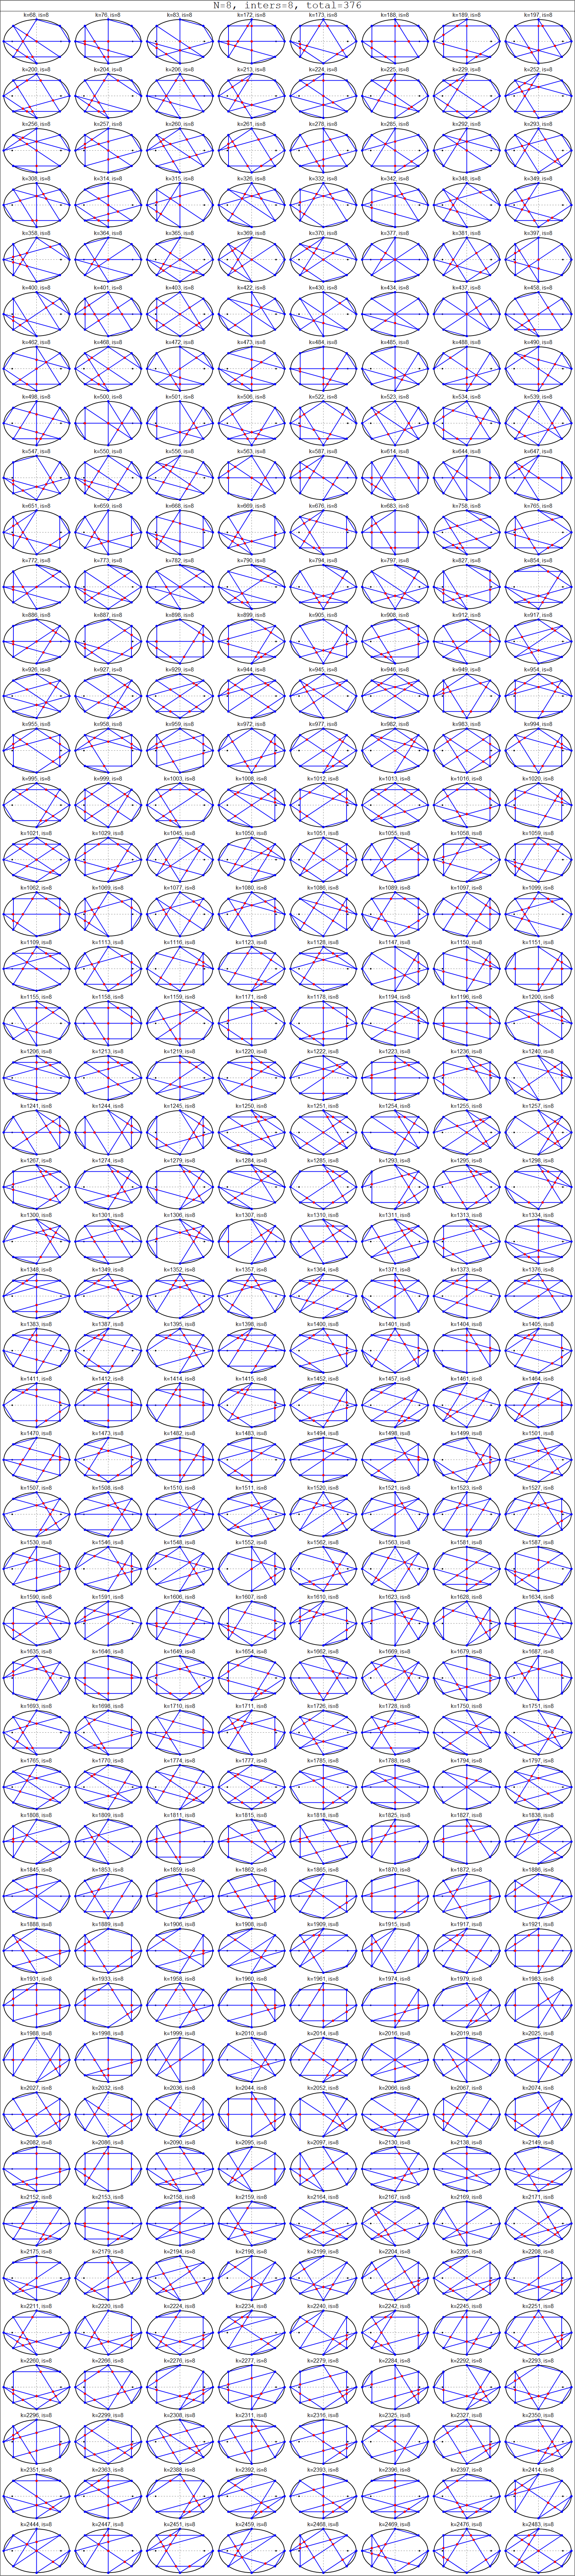 N=8, inters=8, total=376
k=68, is=8 k=76, is=8 k=83, is=8 k=172, is=8 k=173, is=8 k=188, is=8 k=189, is=8 k=197, is=8
k=200, is=8 k=204, is=8 k=206, is=8 k=213, is=8 k=224, is=8 k=225, is=8 k=229, is=8 k=252, is=8
k=256, is=8 k=257, is=8 k=260, is=8 k=261, is=8 k=278, is=8 k=285, is=8 k=292, is=8 k=293, is=8
k=308, is=8 k=314, is=8 k=315, is=8 k=326, is=8 k=332, is=8 k=342, is=8 k=348, is=8 k=349, is=8
k=358, is=8 k=364, is=8 k=365, is=8 k=369, is=8 k=370, is=8 k=377, is=8 k=381, is=8 k=397, is=8
k=400, is=8 k=401, is=8 k=403, is=8 k=422, is=8 k=430, is=8 k=434, is=8 k=437, is=8 k=458, is=8
k=462, is=8 k=468, is=8 k=472, is=8 k=473, is=8 k=484, is=8 k=485, is=8 k=488, is=8 k=490, is=8
k=498, is=8 k=500, is=8 k=501, is=8 k=506, is=8 k=522, is=8 k=523, is=8 k=534, is=8 k=539, is=8
k=547, is=8 k=550, is=8 k=556, is=8 k=563, is=8 k=587, is=8 k=614, is=8 k=644, is=8 k=647, is=8
k=651, is=8 k=659, is=8 k=668, is=8 k=669, is=8 k=676, is=8 k=683, is=8 k=758, is=8 k=765, is=8
k=772, is=8 k=773, is=8 k=782, is=8 k=790, is=8 k=794, is=8 k=797, is=8 k=827, is=8 k=854, is=8
k=886, is=8 k=887, is=8 k=898, is=8 k=899, is=8 k=905, is=8 k=908, is=8 k=912, is=8 k=917, is=8
k=926, is=8 k=927, is=8 k=929, is=8 k=944, is=8 k=945, is=8 k=946, is=8 k=949, is=8 k=954, is=8
k=955, is=8 k=958, is=8 k=959, is=8 k=972, is=8 k=977, is=8 k=982, is=8 k=983, is=8 k=994, is=8
k=995, is=8 k=999, is=8 k=1003, is=8 k=1008, is=8 k=1012, is=8 k=1013, is=8 k=1016, is=8 k=1020, is=8
k=1021, is=8 k=1029, is=8 k=1045, is=8 k=1050, is=8 k=1051, is=8 k=1055, is=8 k=1058, is=8 k=1059, is=8
k=1062, is=8 k=1069, is=8 k=1077, is=8 k=1080, is=8 k=1086, is=8 k=1089, is=8 k=1097, is=8 k=1099, is=8
k=1109, is=8 k=1113, is=8 k=1116, is=8 k=1123, is=8 k=1128, is=8 k=1147, is=8 k=1150, is=8 k=1151, is=8
k=1155, is=8 k=1158, is=8 k=1159, is=8 k=1171, is=8 k=1178, is=8 k=1194, is=8 k=1196, is=8 k=1200, is=8
k=1206, is=8 k=1213, is=8 k=1219, is=8 k=1220, is=8 k=1222, is=8 k=1223, is=8 k=1236, is=8 k=1240, is=8
k=1241, is=8 k=1244, is=8 k=1245, is=8 k=1250, is=8 k=1251, is=8 k=1254, is=8 k=1255, is=8 k=1257, is=8
k=1267, is=8 k=1274, is=8 k=1279, is=8 k=1284, is=8 k=1285, is=8 k=1293, is=8 k=1295, is=8 k=1298, is=8
k=1300, is=8 k=1301, is=8 k=1306, is=8 k=1307, is=8 k=1310, is=8 k=1311, is=8 k=1313, is=8 k=1334, is=8
k=1348, is=8 k=1349, is=8 k=1352, is=8 k=1357, is=8 k=1364, is=8 k=1371, is=8 k=1373, is=8 k=1376, is=8
k=1383, is=8 k=1387, is=8 k=1395, is=8 k=1398, is=8 k=1400, is=8 k=1401, is=8 k=1404, is=8 k=1405, is=8
k=1411, is=8 k=1412, is=8 k=1414, is=8 k=1415, is=8 k=1452, is=8 k=1457, is=8 k=1461, is=8 k=1464, is=8
k=1470, is=8 k=1473, is=8 k=1482, is=8 k=1483, is=8 k=1494, is=8 k=1498, is=8 k=1499, is=8 k=1501, is=8
k=1507, is=8 k=1508, is=8 k=1510, is=8 k=1511, is=8 k=1520, is=8 k=1521, is=8 k=1523, is=8 k=1527, is=8
k=1530, is=8 k=1546, is=8 k=1548, is=8 k=1552, is=8 k=1562, is=8 k=1563, is=8 k=1581, is=8 k=1587, is=8
k=1590, is=8 k=1591, is=8 k=1606, is=8 k=1607, is=8 k=1610, is=8 k=1623, is=8 k=1628, is=8 k=1634, is=8
k=1635, is=8 k=1646, is=8 k=1649, is=8 k=1654, is=8 k=1662, is=8 k=1669, is=8 k=1679, is=8 k=1687, is=8
k=1693, is=8 k=1698, is=8 k=1710, is=8 k=1711, is=8 k=1726, is=8 k=1728, is=8 k=1750, is=8 k=1751, is=8
k=1765, is=8 k=1770, is=8 k=1774, is=8 k=1777, is=8 k=1785, is=8 k=1788, is=8 k=1794, is=8 k=1797, is=8
k=1808, is=8 k=1809, is=8 k=1811, is=8 k=1815, is=8 k=1818, is=8 k=1825, is=8 k=1827, is=8 k=1838, is=8
k=1845, is=8 k=1853, is=8 k=1859, is=8 k=1862, is=8 k=1865, is=8 k=1870, is=8 k=1872, is=8 k=1886, is=8
k=1888, is=8 k=1889, is=8 k=1906, is=8 k=1908, is=8 k=1909, is=8 k=1915, is=8 k=1917, is=8 k=1921, is=8
k=1931, is=8 k=1933, is=8 k=1958, is=8 k=1960, is=8 k=1961, is=8 k=1974, is=8 k=1979, is=8 k=1983, is=8
k=1988, is=8 k=1998, is=8 k=1999, is=8 k=2010, is=8 k=2014, is=8 k=2016, is=8 k=2019, is=8 k=2025, is=8
k=2027, is=8 k=2032, is=8 k=2036, is=8 k=2044, is=8 k=2052, is=8 k=2066, is=8 k=2067, is=8 k=2074, is=8
k=2082, is=8 k=2086, is=8 k=2090, is=8 k=2095, is=8 k=2097, is=8 k=2130, is=8 k=2138, is=8 k=2149, is=8
k=2152, is=8 k=2153, is=8 k=2158, is=8 k=2159, is=8 k=2164, is=8 k=2167, is=8 k=2169, is=8 k=2171, is=8
k=2175, is=8 k=2179, is=8 k=2194, is=8 k=2198, is=8 k=2199, is=8 k=2204, is=8 k=2205, is=8 k=2208, is=8
k=2211, is=8 k=2220, is=8 k=2224, is=8 k=2234, is=8 k=2240, is=8 k=2242, is=8 k=2245, is=8 k=2251, is=8
k=2260, is=8 k=2266, is=8 k=2276, is=8 k=2277, is=8 k=2279, is=8 k=2284, is=8 k=2292, is=8 k=2293, is=8
k=2296, is=8 k=2299, is=8 k=2308, is=8 k=2311, is=8 k=2316, is=8 k=2325, is=8 k=2327, is=8 k=2350, is=8
k=2351, is=8 k=2363, is=8 k=2388, is=8 k=2392, is=8 k=2393, is=8 k=2396, is=8 k=2397, is=8 k=2414, is=8
k=2444, is=8 k=2447, is=8 k=2451, is=8 k=2459, is=8 k=2468, is=8 k=2469, is=8 k=2476, is=8 k=2483, is=8